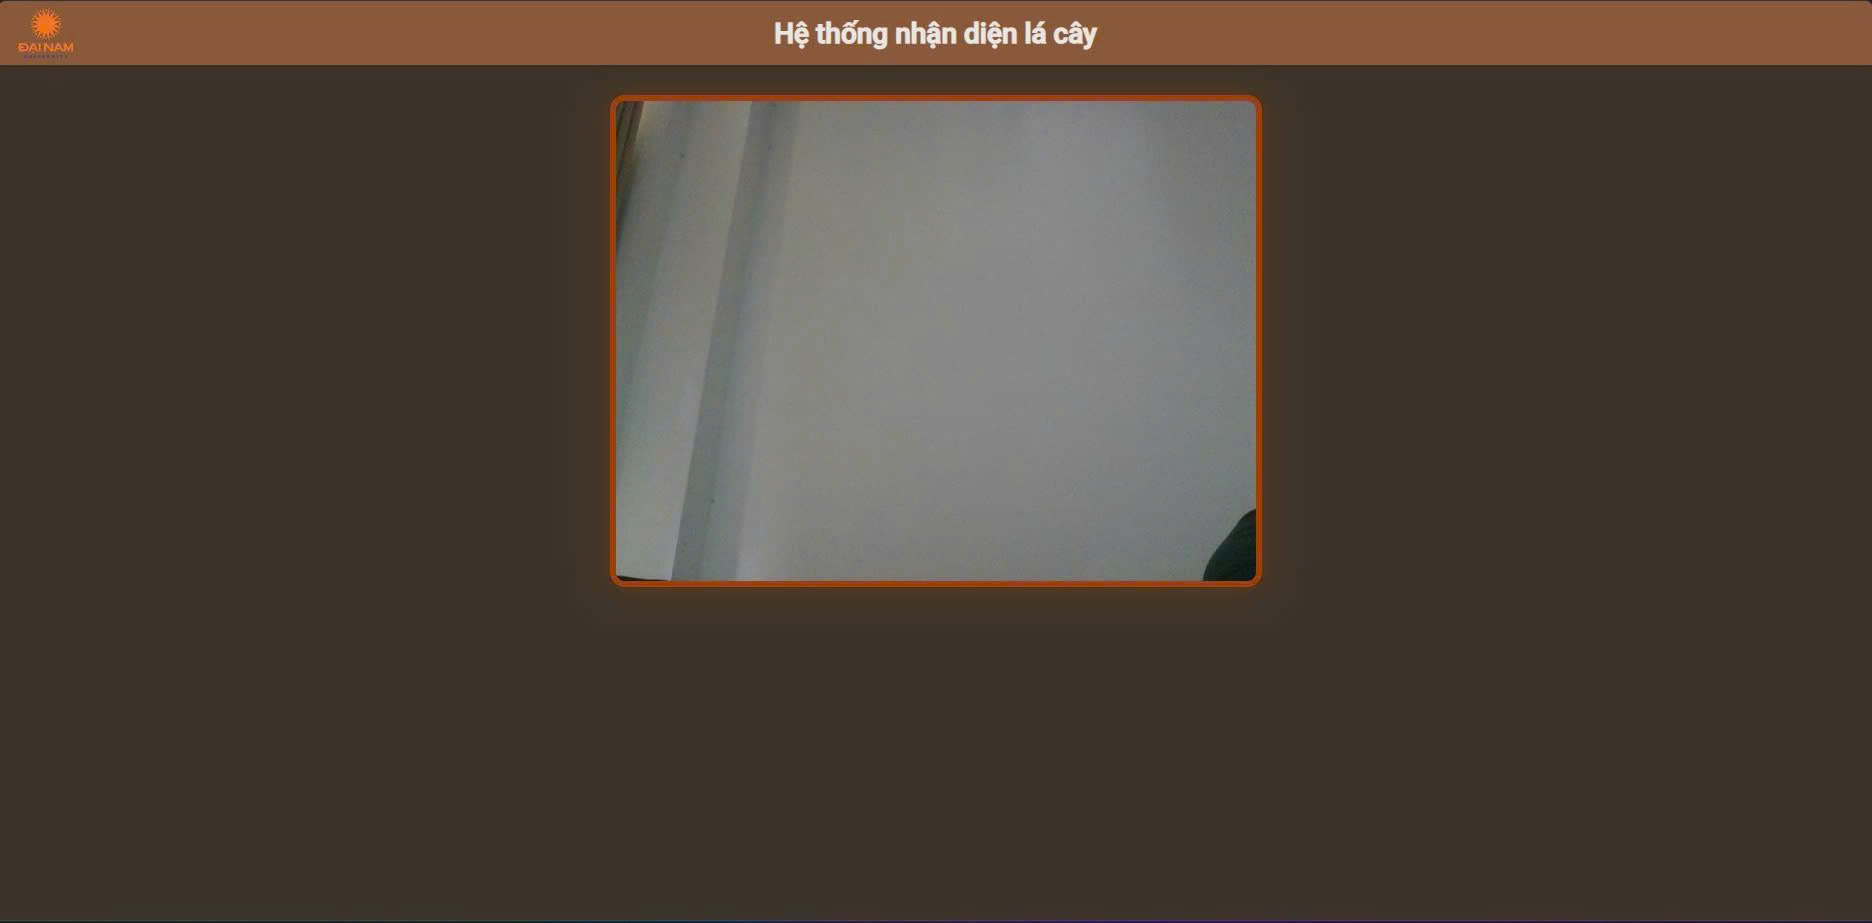 ĐẠI NAM
Hệ thống nhận diện lá cây